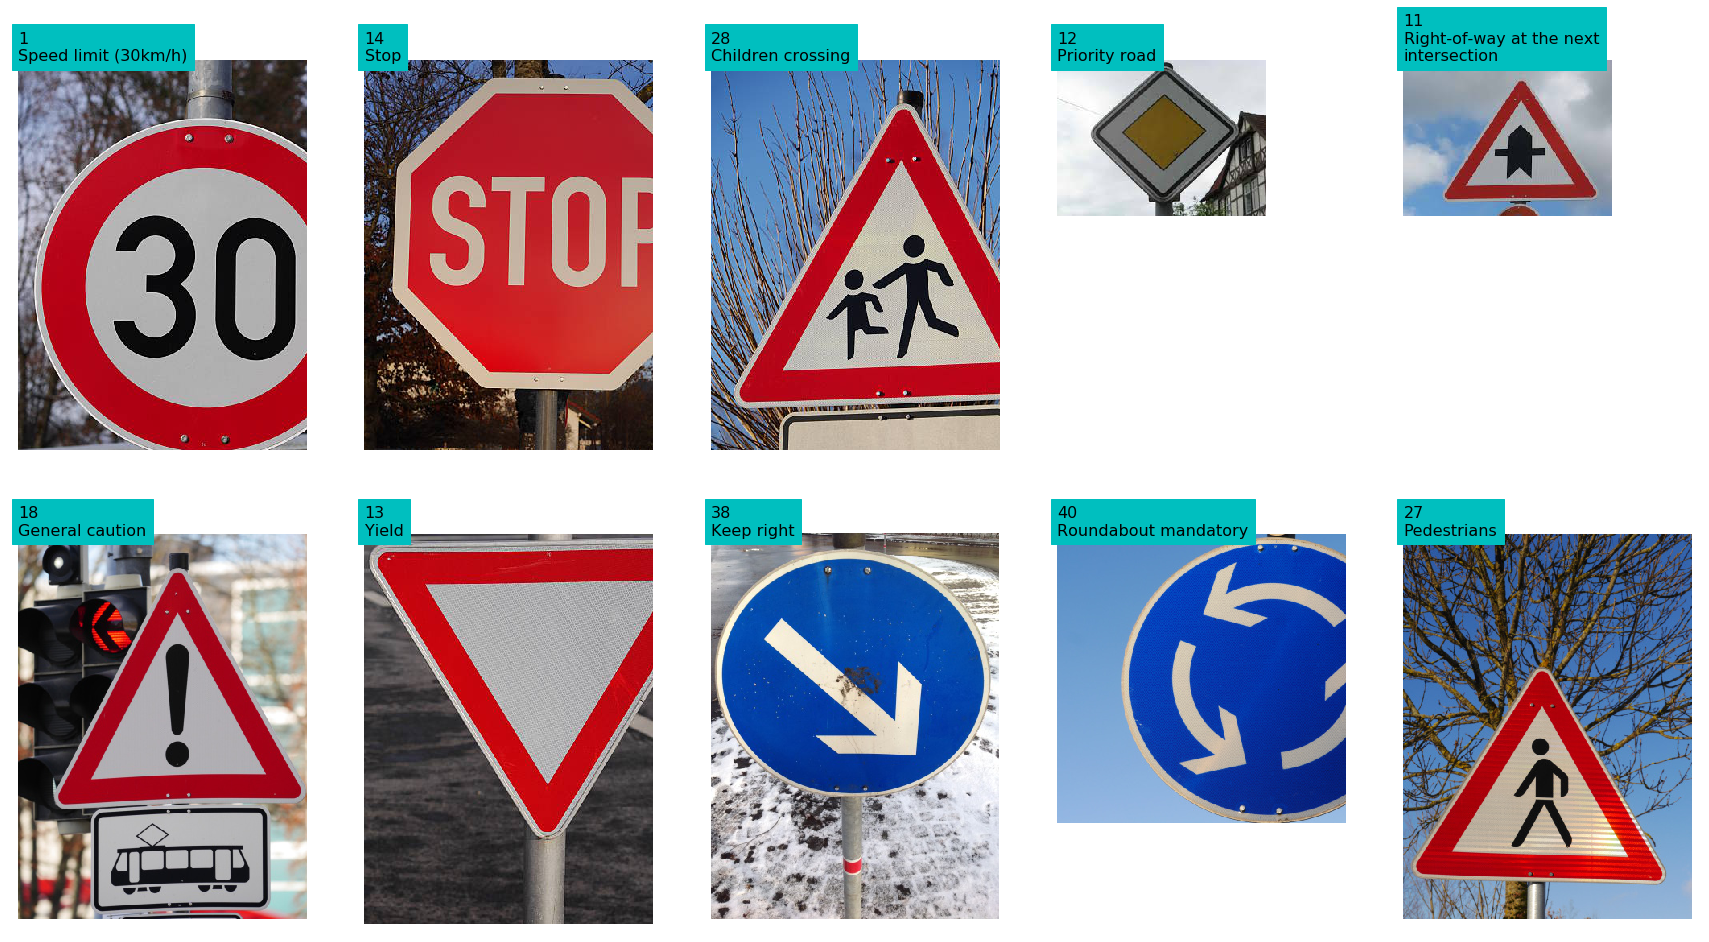 1
Speed limit (30km/h)
14
Stop
28
Children crossing
12
Priority road
11
Right-of-way at the next
intersection
30
STOP
18
General caution
13
Yield
38
Keep right
40
Roundabout mandatory
27
Pedestrians